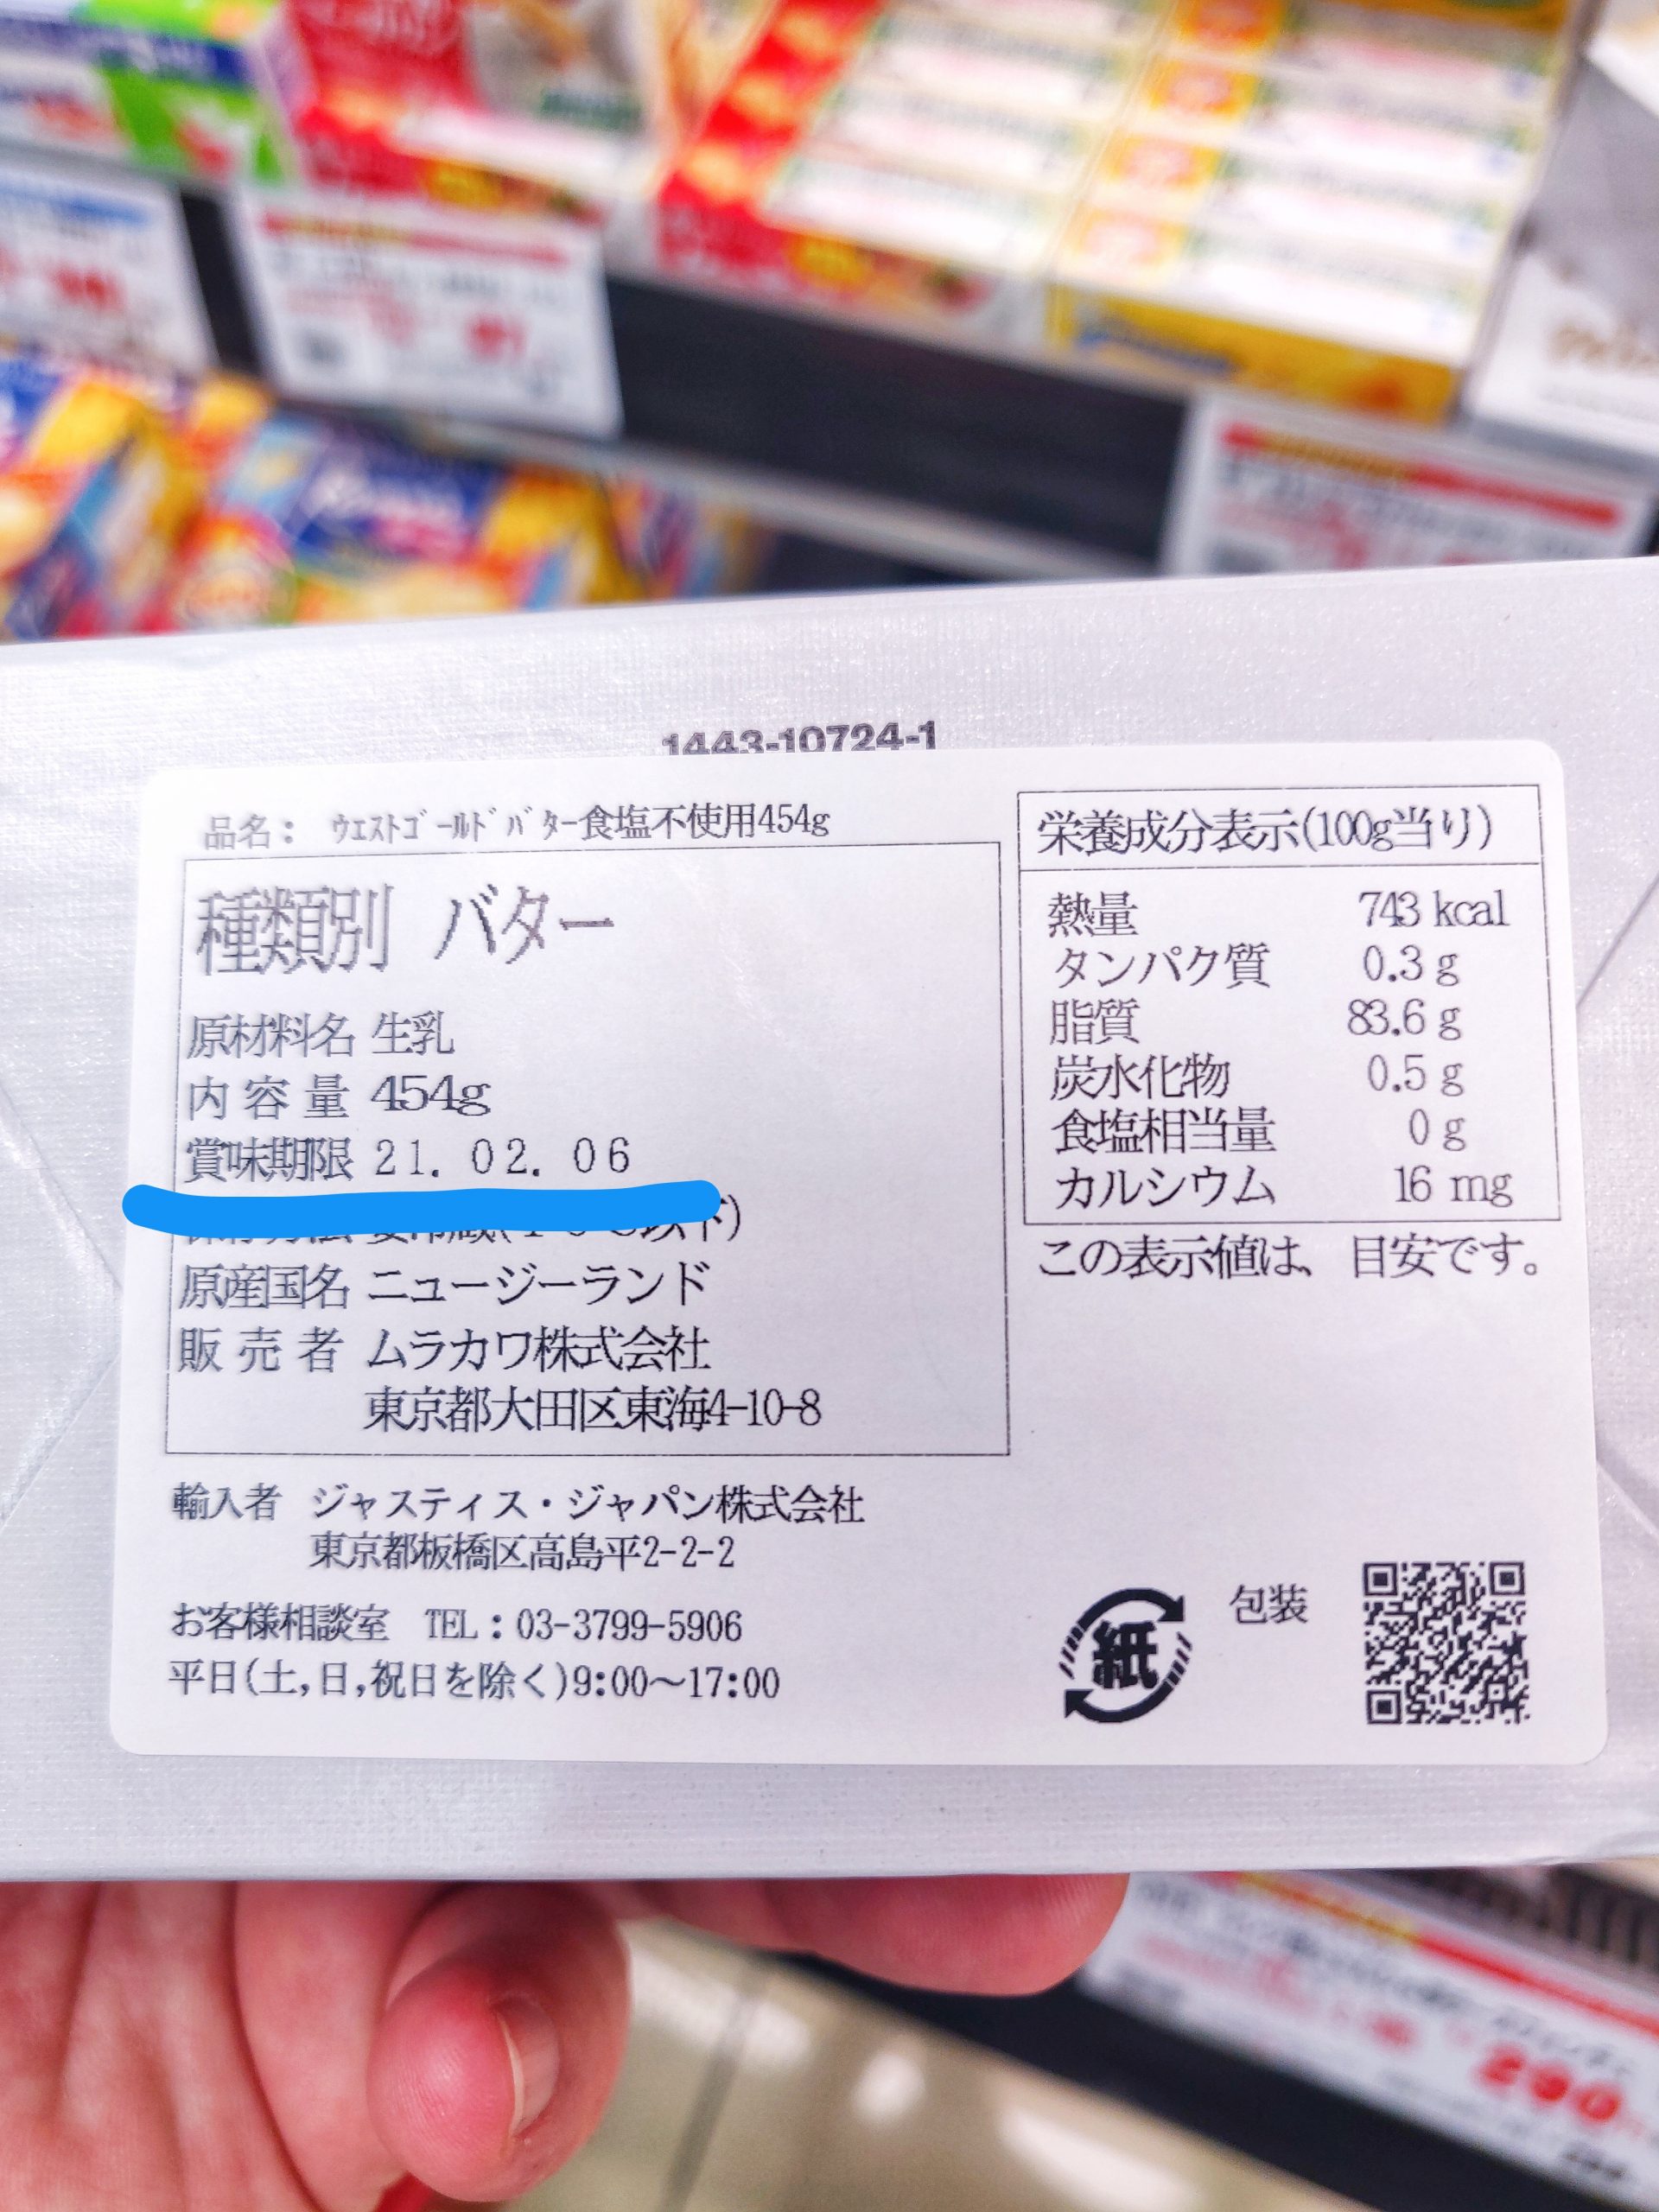 1443-10724-1
品名： ｳｴｽﾄｺﾞｰﾙﾄﾞﾊﾞﾀｰ食塩不使用454g
種類別 バター
原材料名 生乳
内容量 454g
賞味期限 21. 02. 06
以下)
原産国名 ニュージーランド
販売者 ムラカワ株式会社
東京都大田区東海4-10-8
輸入者 ジャスティス・ジャパン株式会社
東京都板橋区高島平2-2-2
お客様相談室 TEL：03-3799-5906
平日(土,日,祝日を除く)9:00～17:00
栄養成分表示(100g当り)
熱量 743 kcal
タンパク質 0.3 g
脂質 83.6 g
炭水化物 0.5 g
食塩相当量 0 g
カルシウム 16 mg
この表示値は、目安です。
紙
包装